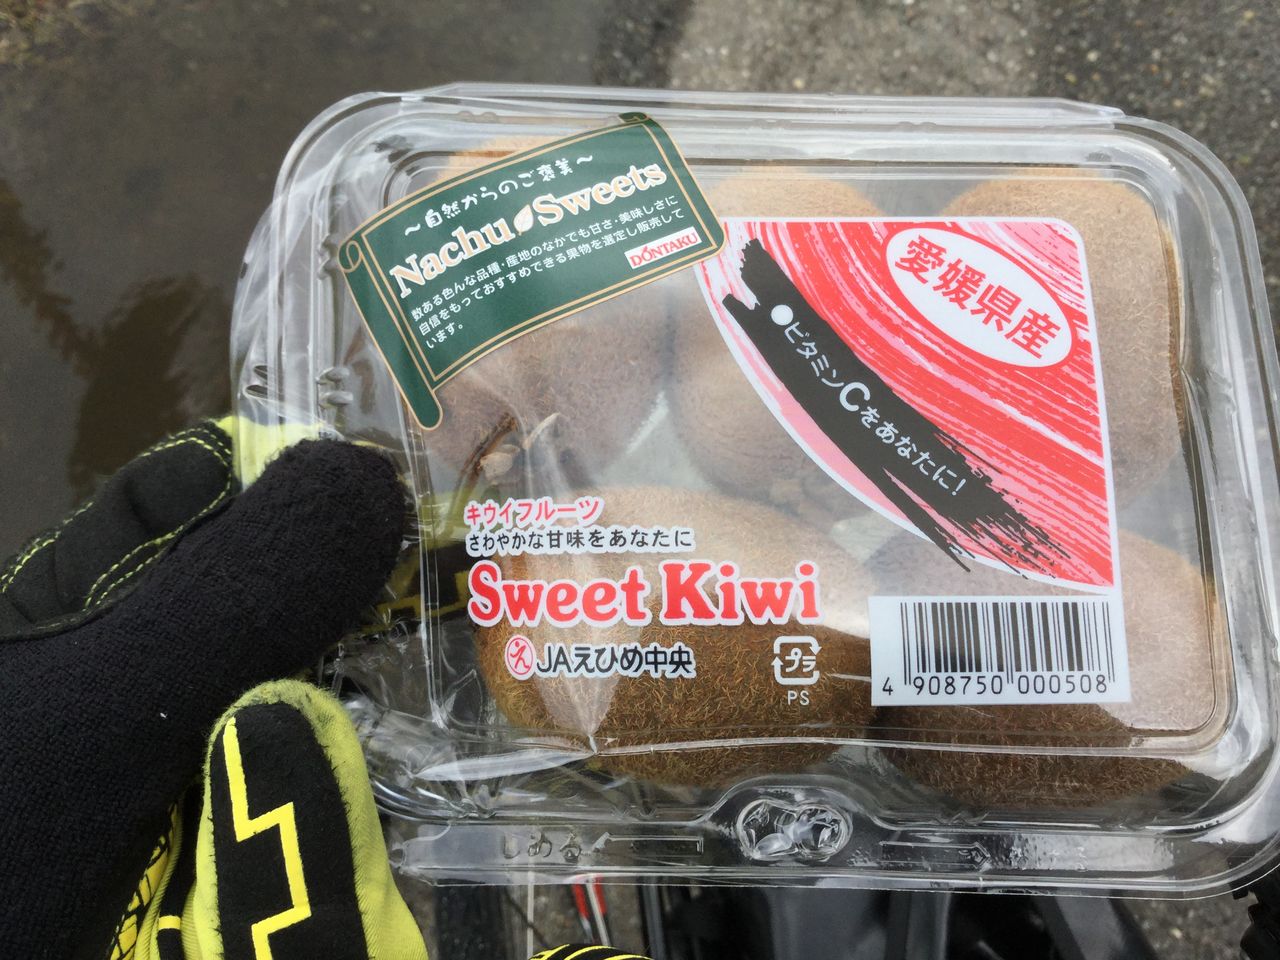 ～自然からのご褒美～
Nachu Sweets
数ある色んな品種・産地のなかでも甘さ・美味しさに
自信をもっておすすめできる果物を選定し販売して
います。
DONTAKU
愛媛県産
●ビタミンCをあなたに!
キウイフルーツ
さわやかな甘味をあなたに
Sweet Kiwi
え JAえひめ中央
プラ
PS
4 908750 000508
しめる